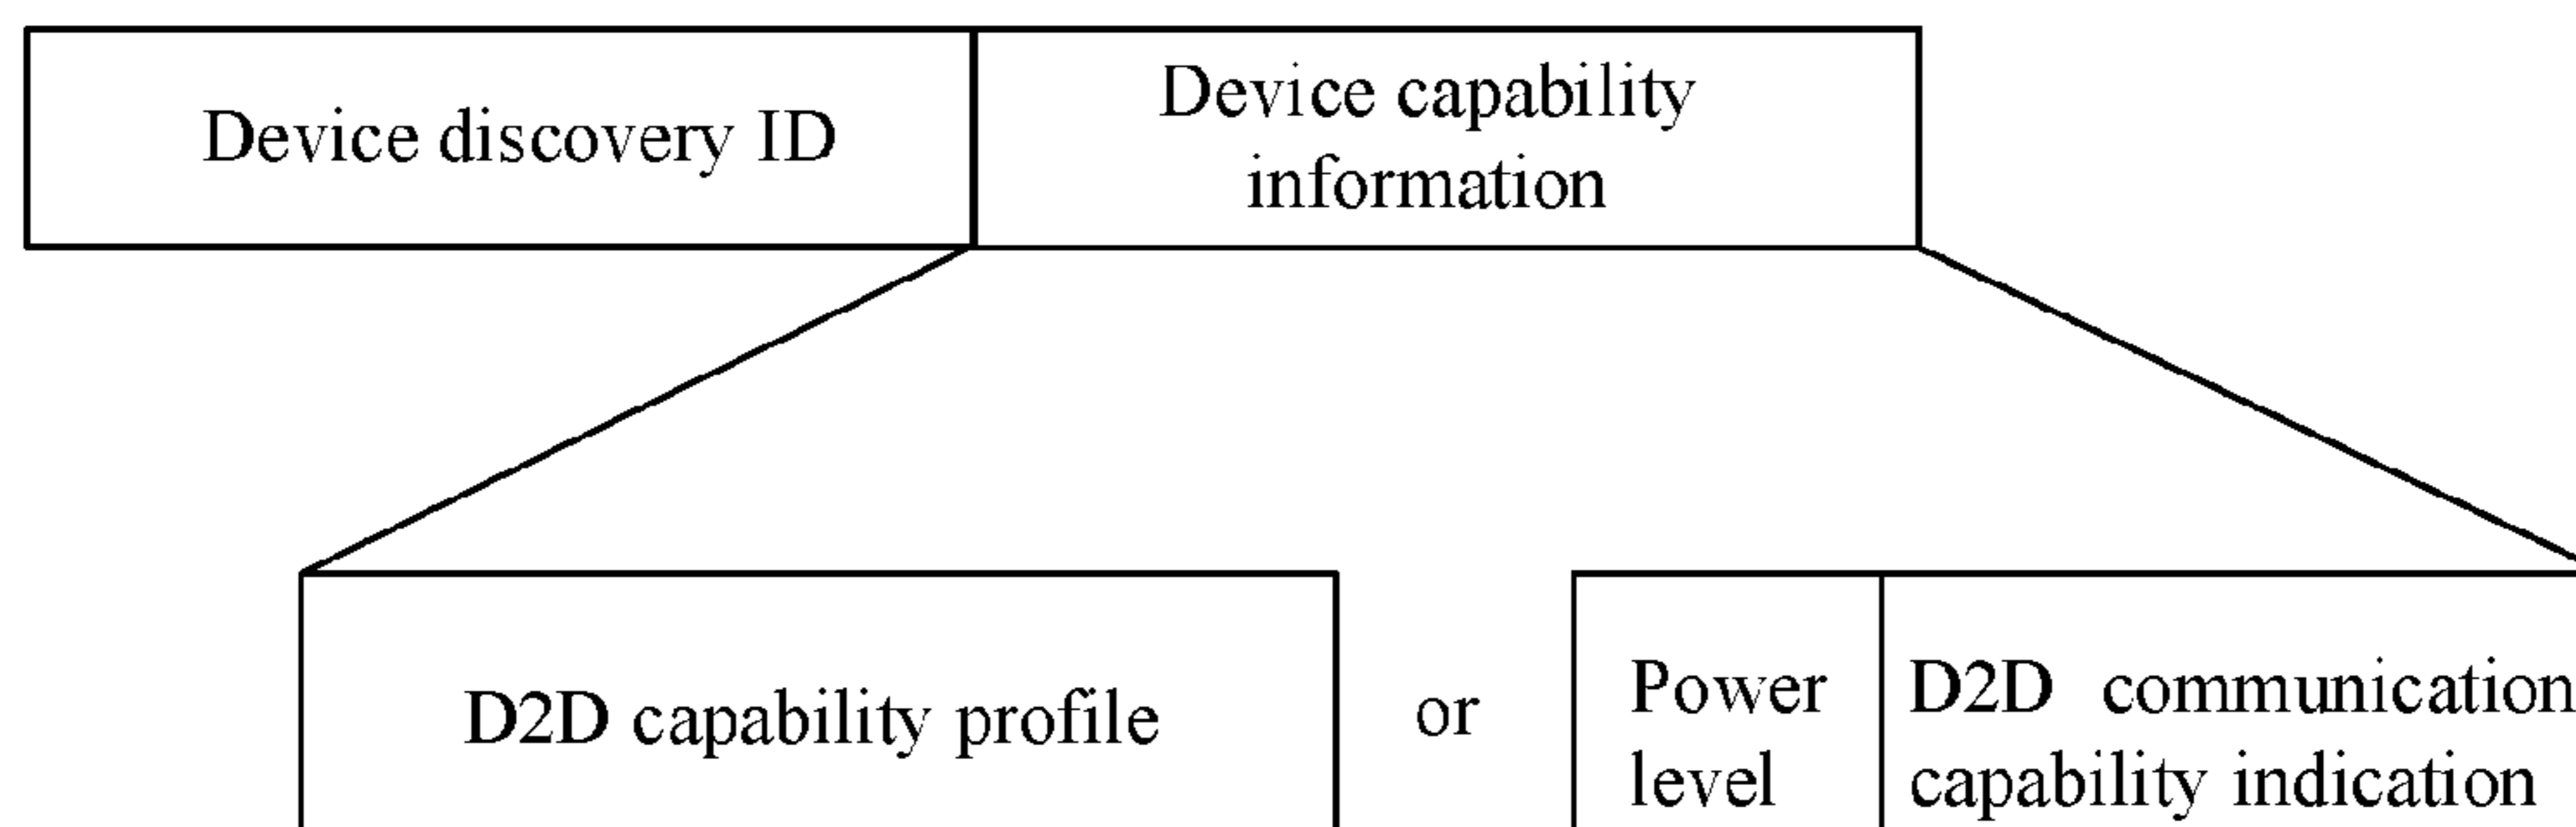 Device discovery ID
Device capability
information
D2D capability profile
or
Power
level
D2D communication
capability indication